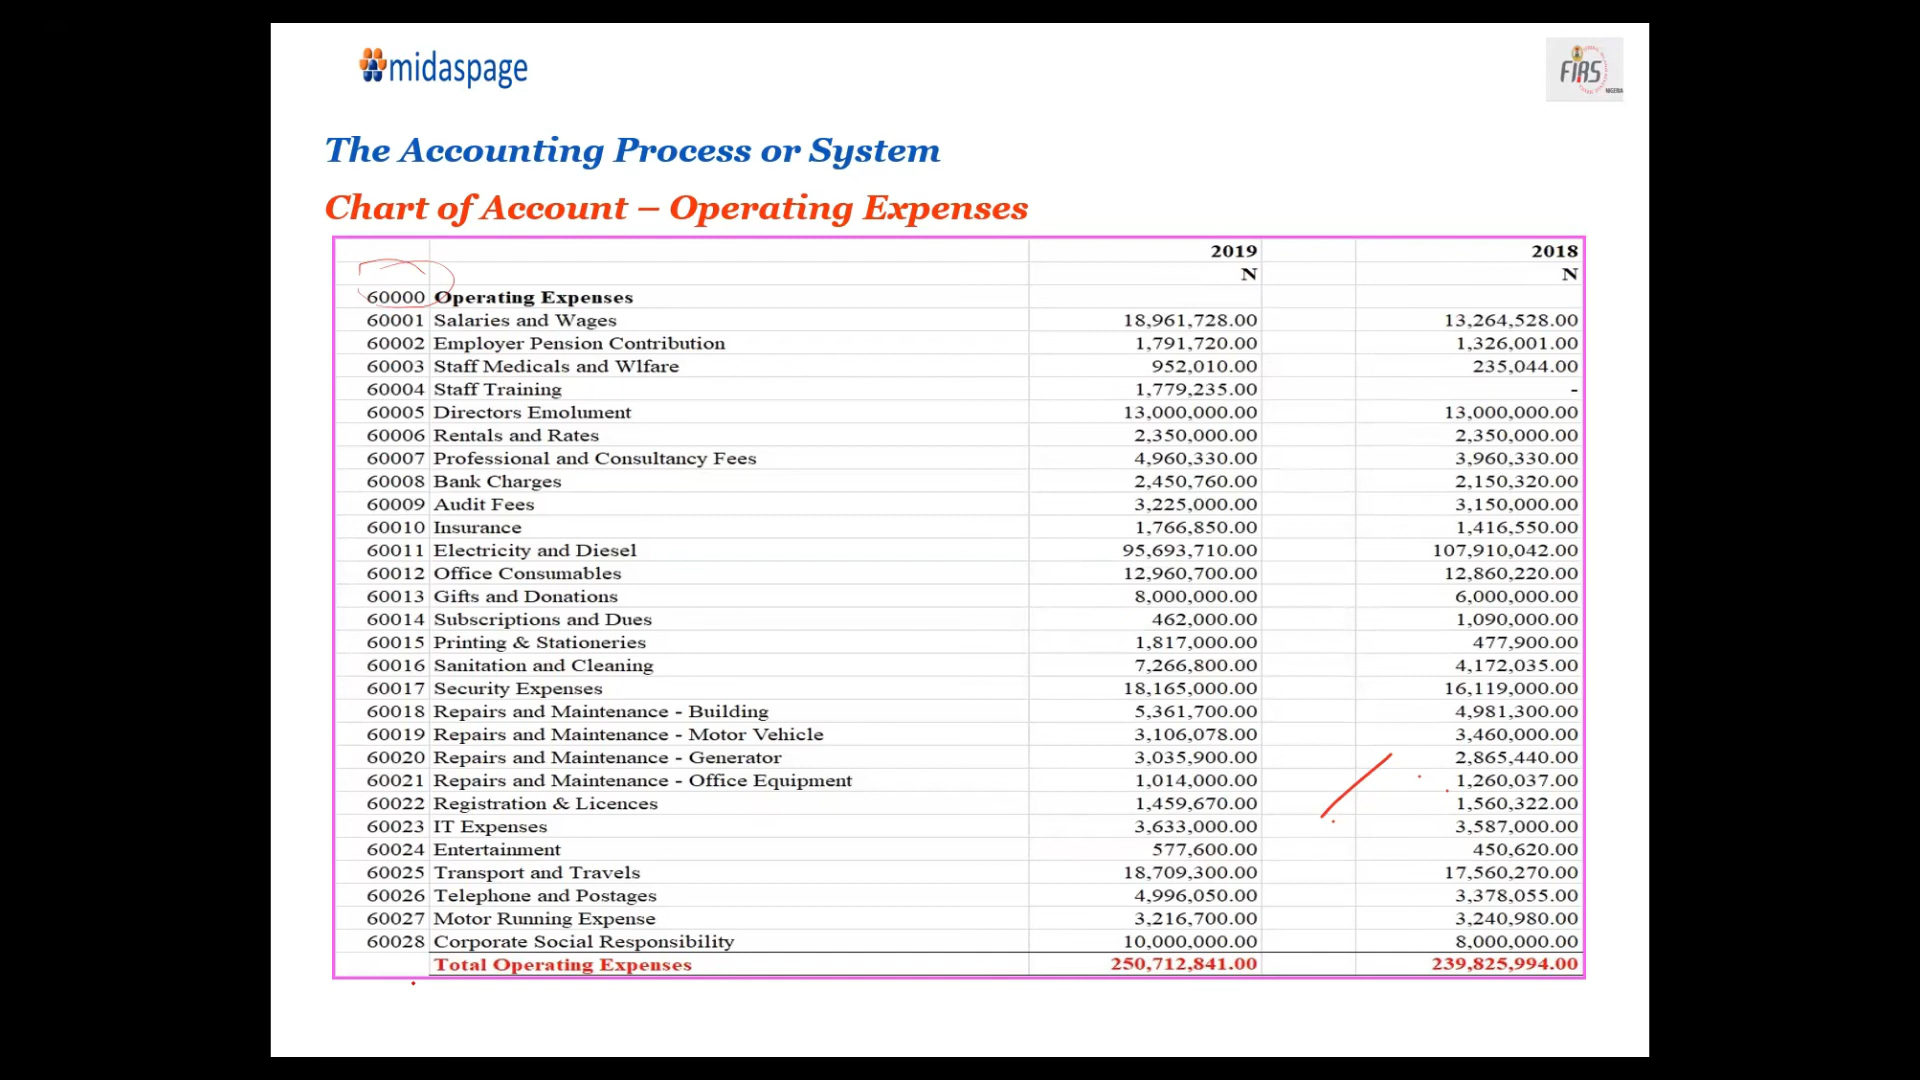 midaspage
FIRS
NIGERIA
The Accounting Process or System
Chart of Account – Operating Expenses
2019 2018
N N
60000 Operating Expenses
60001 Salaries and Wages 18,961,728.00 13,264,528.00
60002 Employer Pension Contribution 1,791,720.00 1,326,001.00
60003 Staff Medicals and Wlfare 952,010.00 235,044.00
60004 Staff Training 1,779,235.00 -
60005 Directors Emolument 13,000,000.00 13,000,000.00
60006 Rentals and Rates 2,350,000.00 2,350,000.00
60007 Professional and Consultancy Fees 4,960,330.00 3,960,330.00
60008 Bank Charges 2,450,760.00 2,150,320.00
60009 Audit Fees 3,225,000.00 3,150,000.00
60010 Insurance 1,766,850.00 1,416,550.00
60011 Electricity and Diesel 95,693,710.00 107,910,042.00
60012 Office Consumables 12,960,700.00 12,860,220.00
60013 Gifts and Donations 8,000,000.00 6,000,000.00
60014 Subscriptions and Dues 462,000.00 1,090,000.00
60015 Printing & Stationeries 1,817,000.00 477,900.00
60016 Sanitation and Cleaning 7,266,800.00 4,172,035.00
60017 Security Expenses 18,165,000.00 16,119,000.00
60018 Repairs and Maintenance - Building 5,361,700.00 4,981,300.00
60019 Repairs and Maintenance - Motor Vehicle 3,106,078.00 3,460,000.00
60020 Repairs and Maintenance - Generator 3,035,900.00 2,865,440.00
60021 Repairs and Maintenance - Office Equipment 1,014,000.00 1,260,037.00
60022 Registration & Licences 1,459,670.00 1,560,322.00
60023 IT Expenses 3,633,000.00 3,587,000.00
60024 Entertainment 577,600.00 450,620.00
60025 Transport and Travels 18,709,300.00 17,560,270.00
60026 Telephone and Postages 4,996,050.00 3,378,055.00
60027 Motor Running Expense 3,216,700.00 3,240,980.00
60028 Corporate Social Responsibility 10,000,000.00 8,000,000.00
Total Operating Expenses 250,712,841.00 239,825,994.00